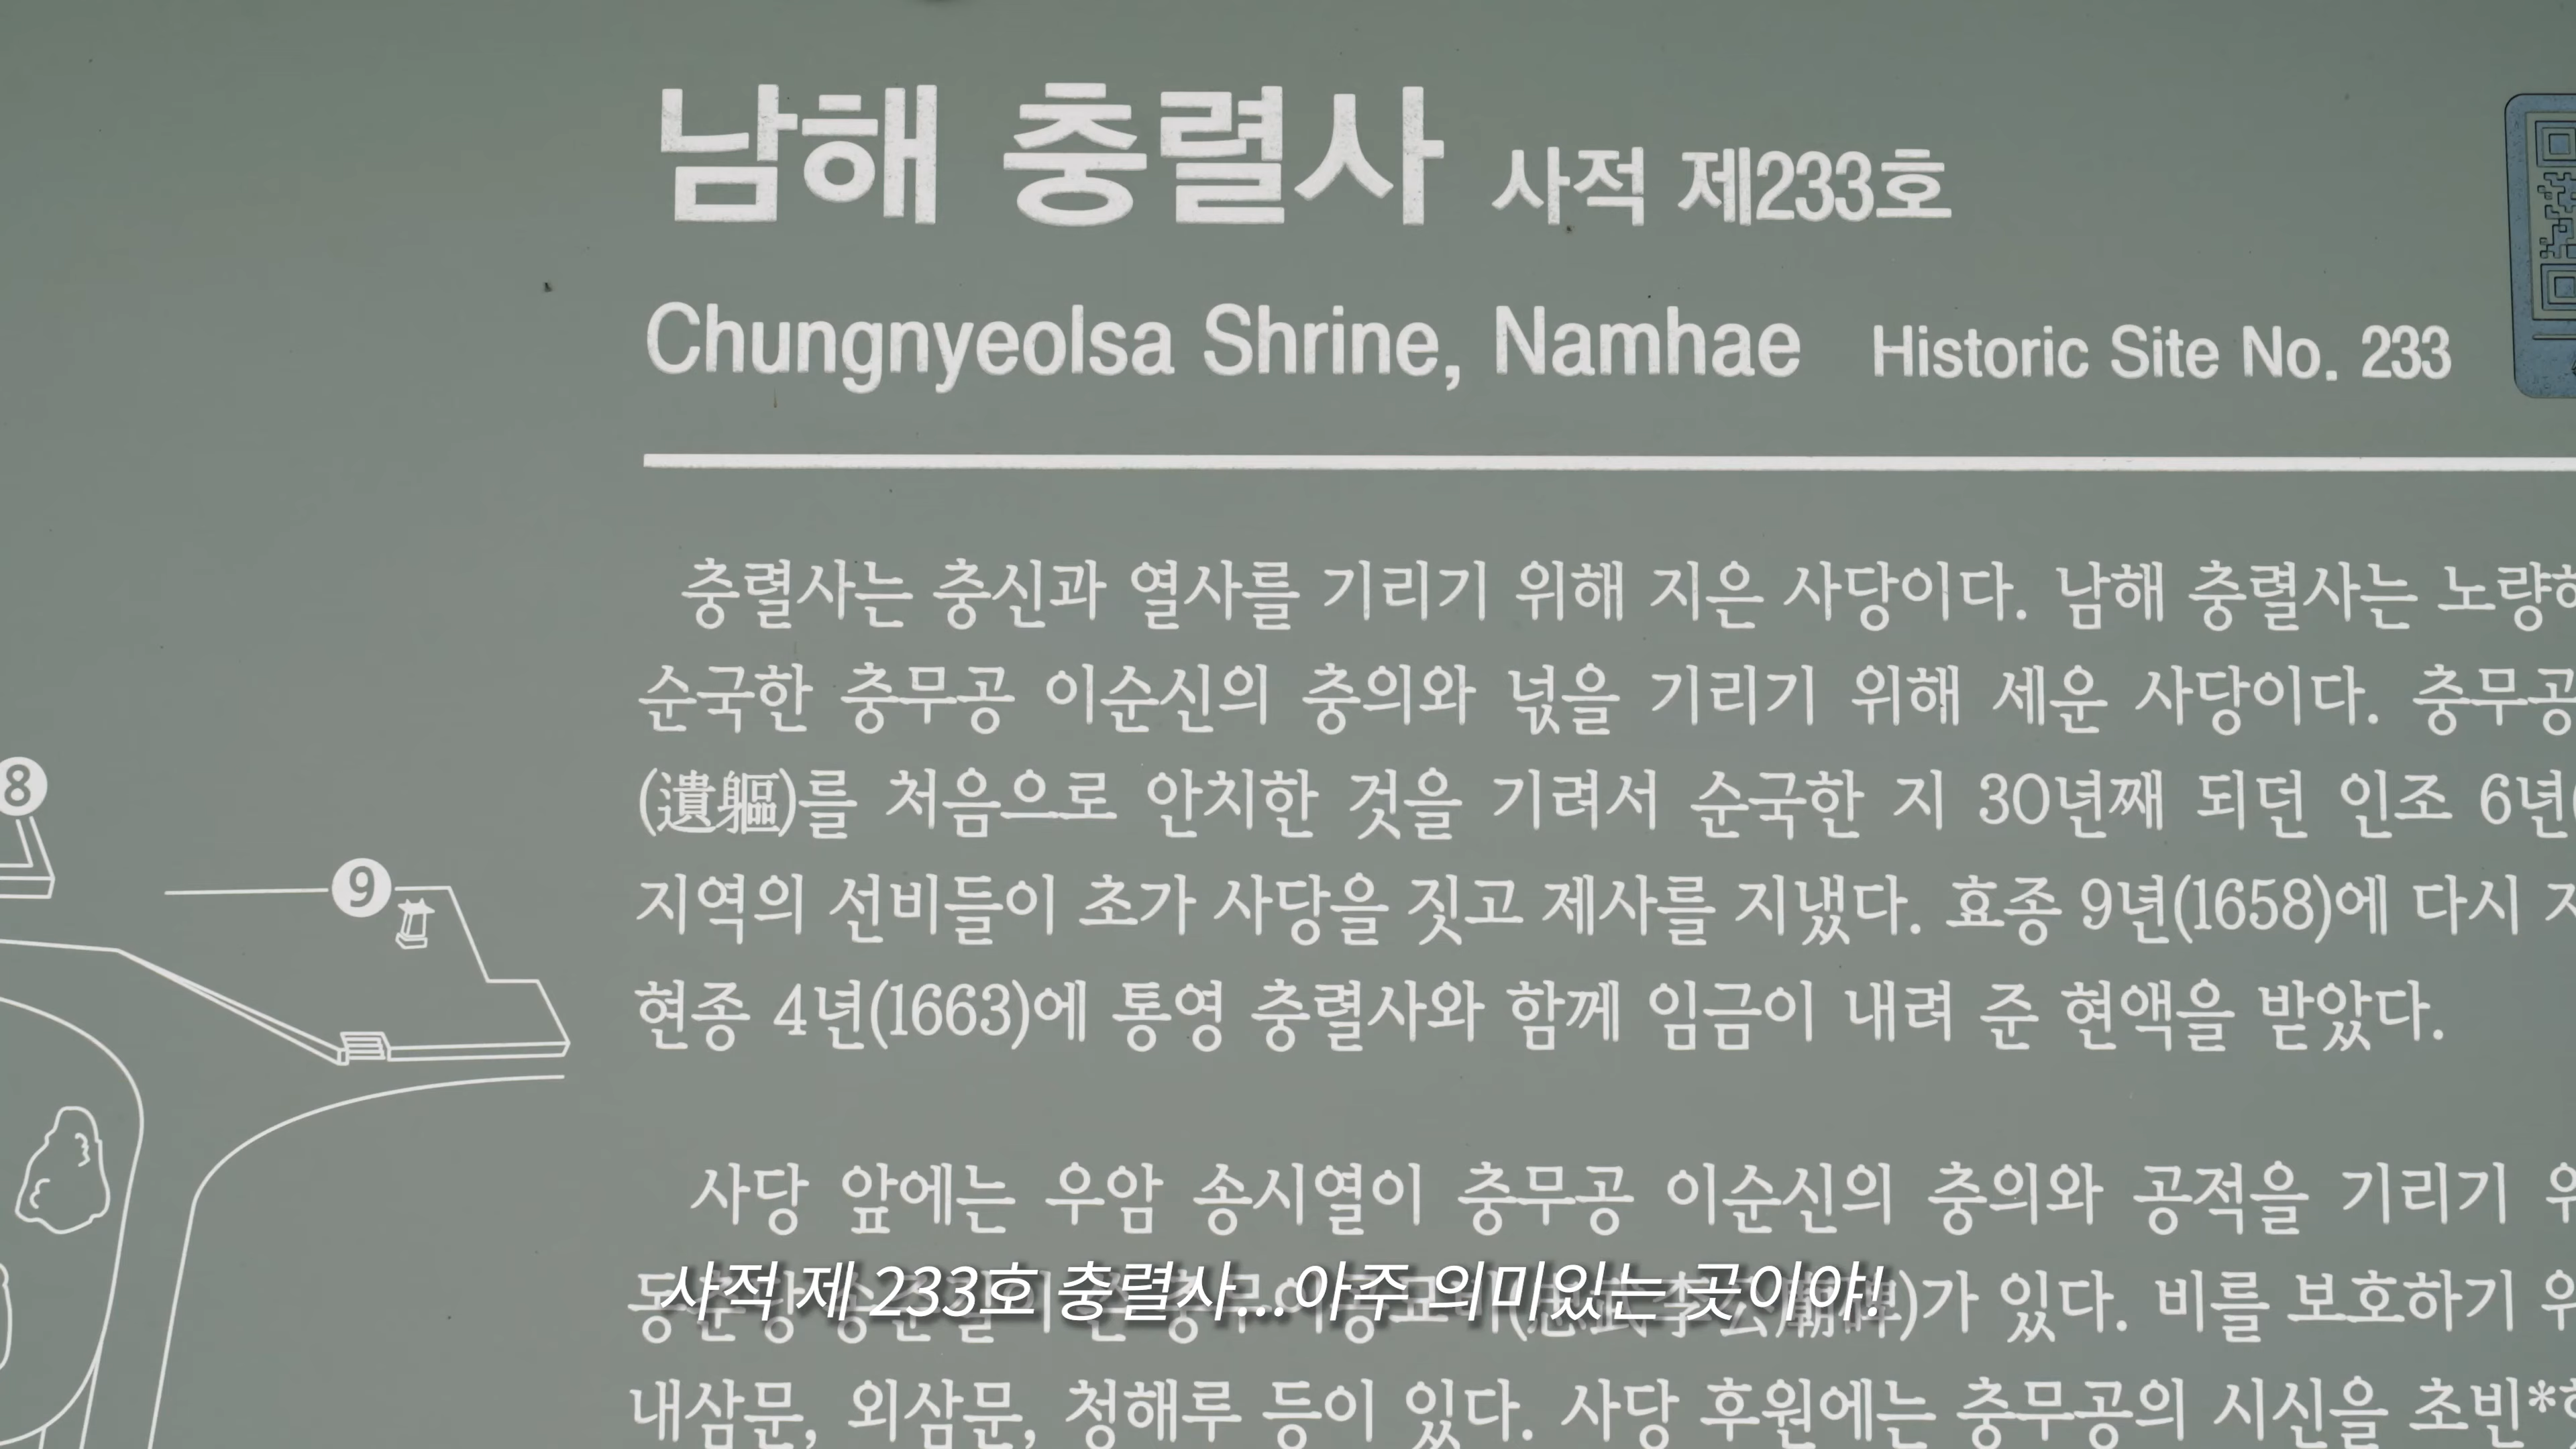 남해 충렬사 사적 제233호
Chungnyeolsa Shrine, Namhae Historic Site No. 233
충렬사는 충신과 열사를 기리기 위해 지은 사당이다. 남해 충렬사는
순국한 충무공 이순신의 충의와 넋을 기리기 위해 세운 사당이다. 충무공
(遺軀)를 처음으로 안치한 것을 기려서 순국한 지 30년째 되던 인조 6년
지역의 선비들이 초가 사당을 짓고 제사를 지냈다. 효종 9년(1658)에 다시
현종 4년(1663)에 통영 충렬사와 함께 임금이 내려 준 현액을 받았다.
8
9
사당 앞에는 우암 송시열이 충무공 이순신의 충의와 공적을 기리기
가 있다. 비를 보호하기
사적 제 233호 충렬사...아주 의미있는 곳이야!
내삼문, 외삼문, 청해루 등이 있다. 사당 후원에는 충무공의 시신을 초빈*